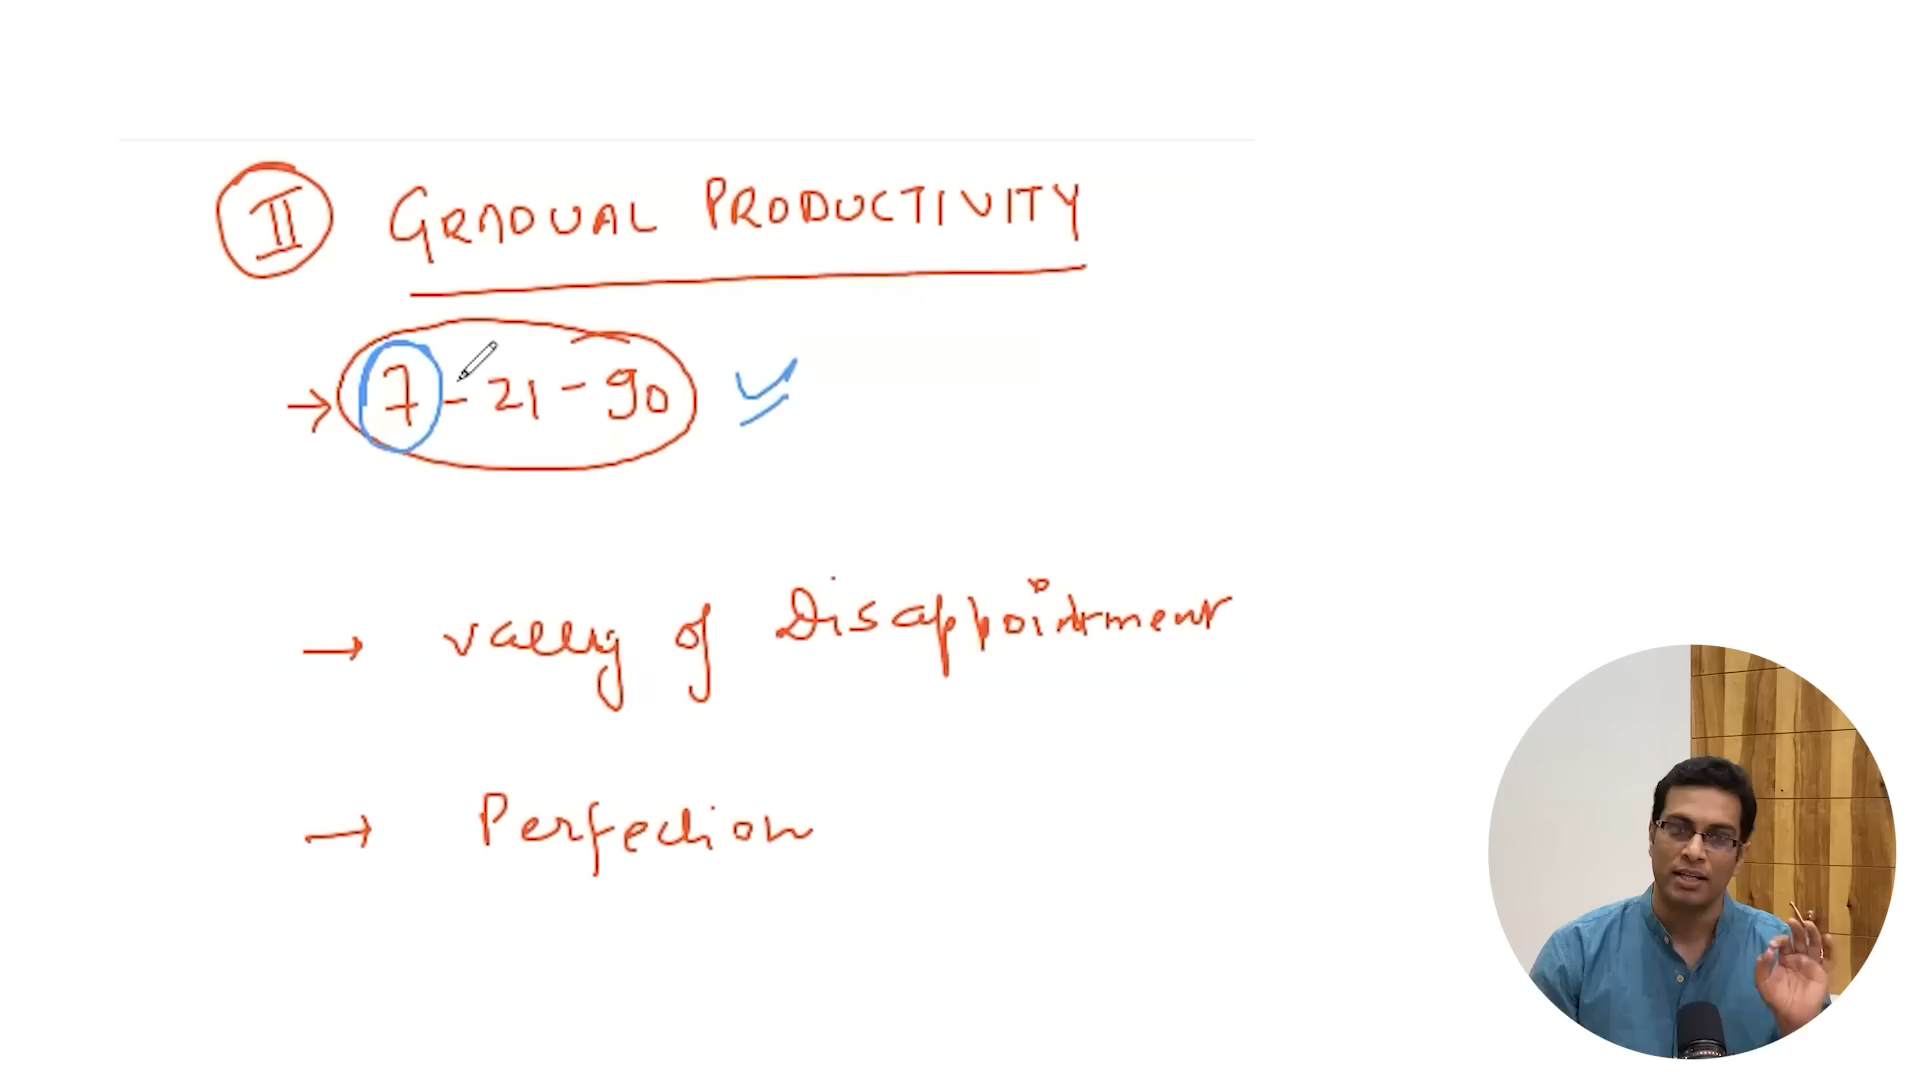 II GRADUAL PRODUCTIVITY
→ 7 - 21 - 90
→ valley of Disappointment
→ Perfection